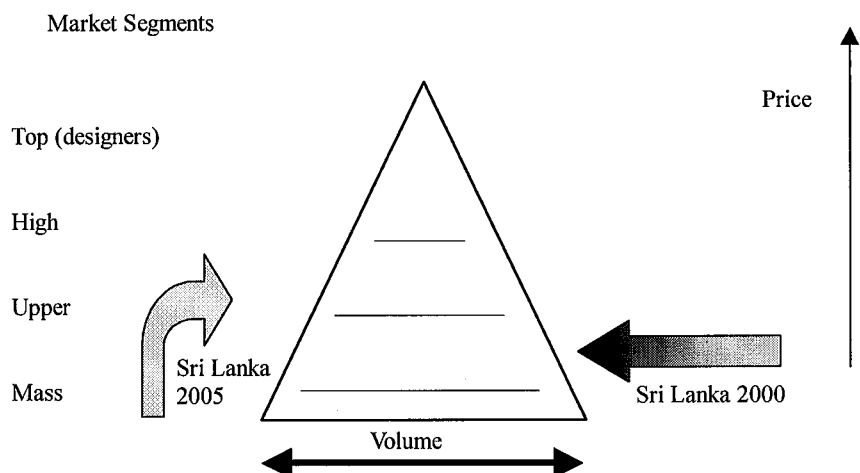 Market Segments
Price
Top (designers)
High
Upper
Sri Lanka
2005
Mass
Sri Lanka 2000
Volume